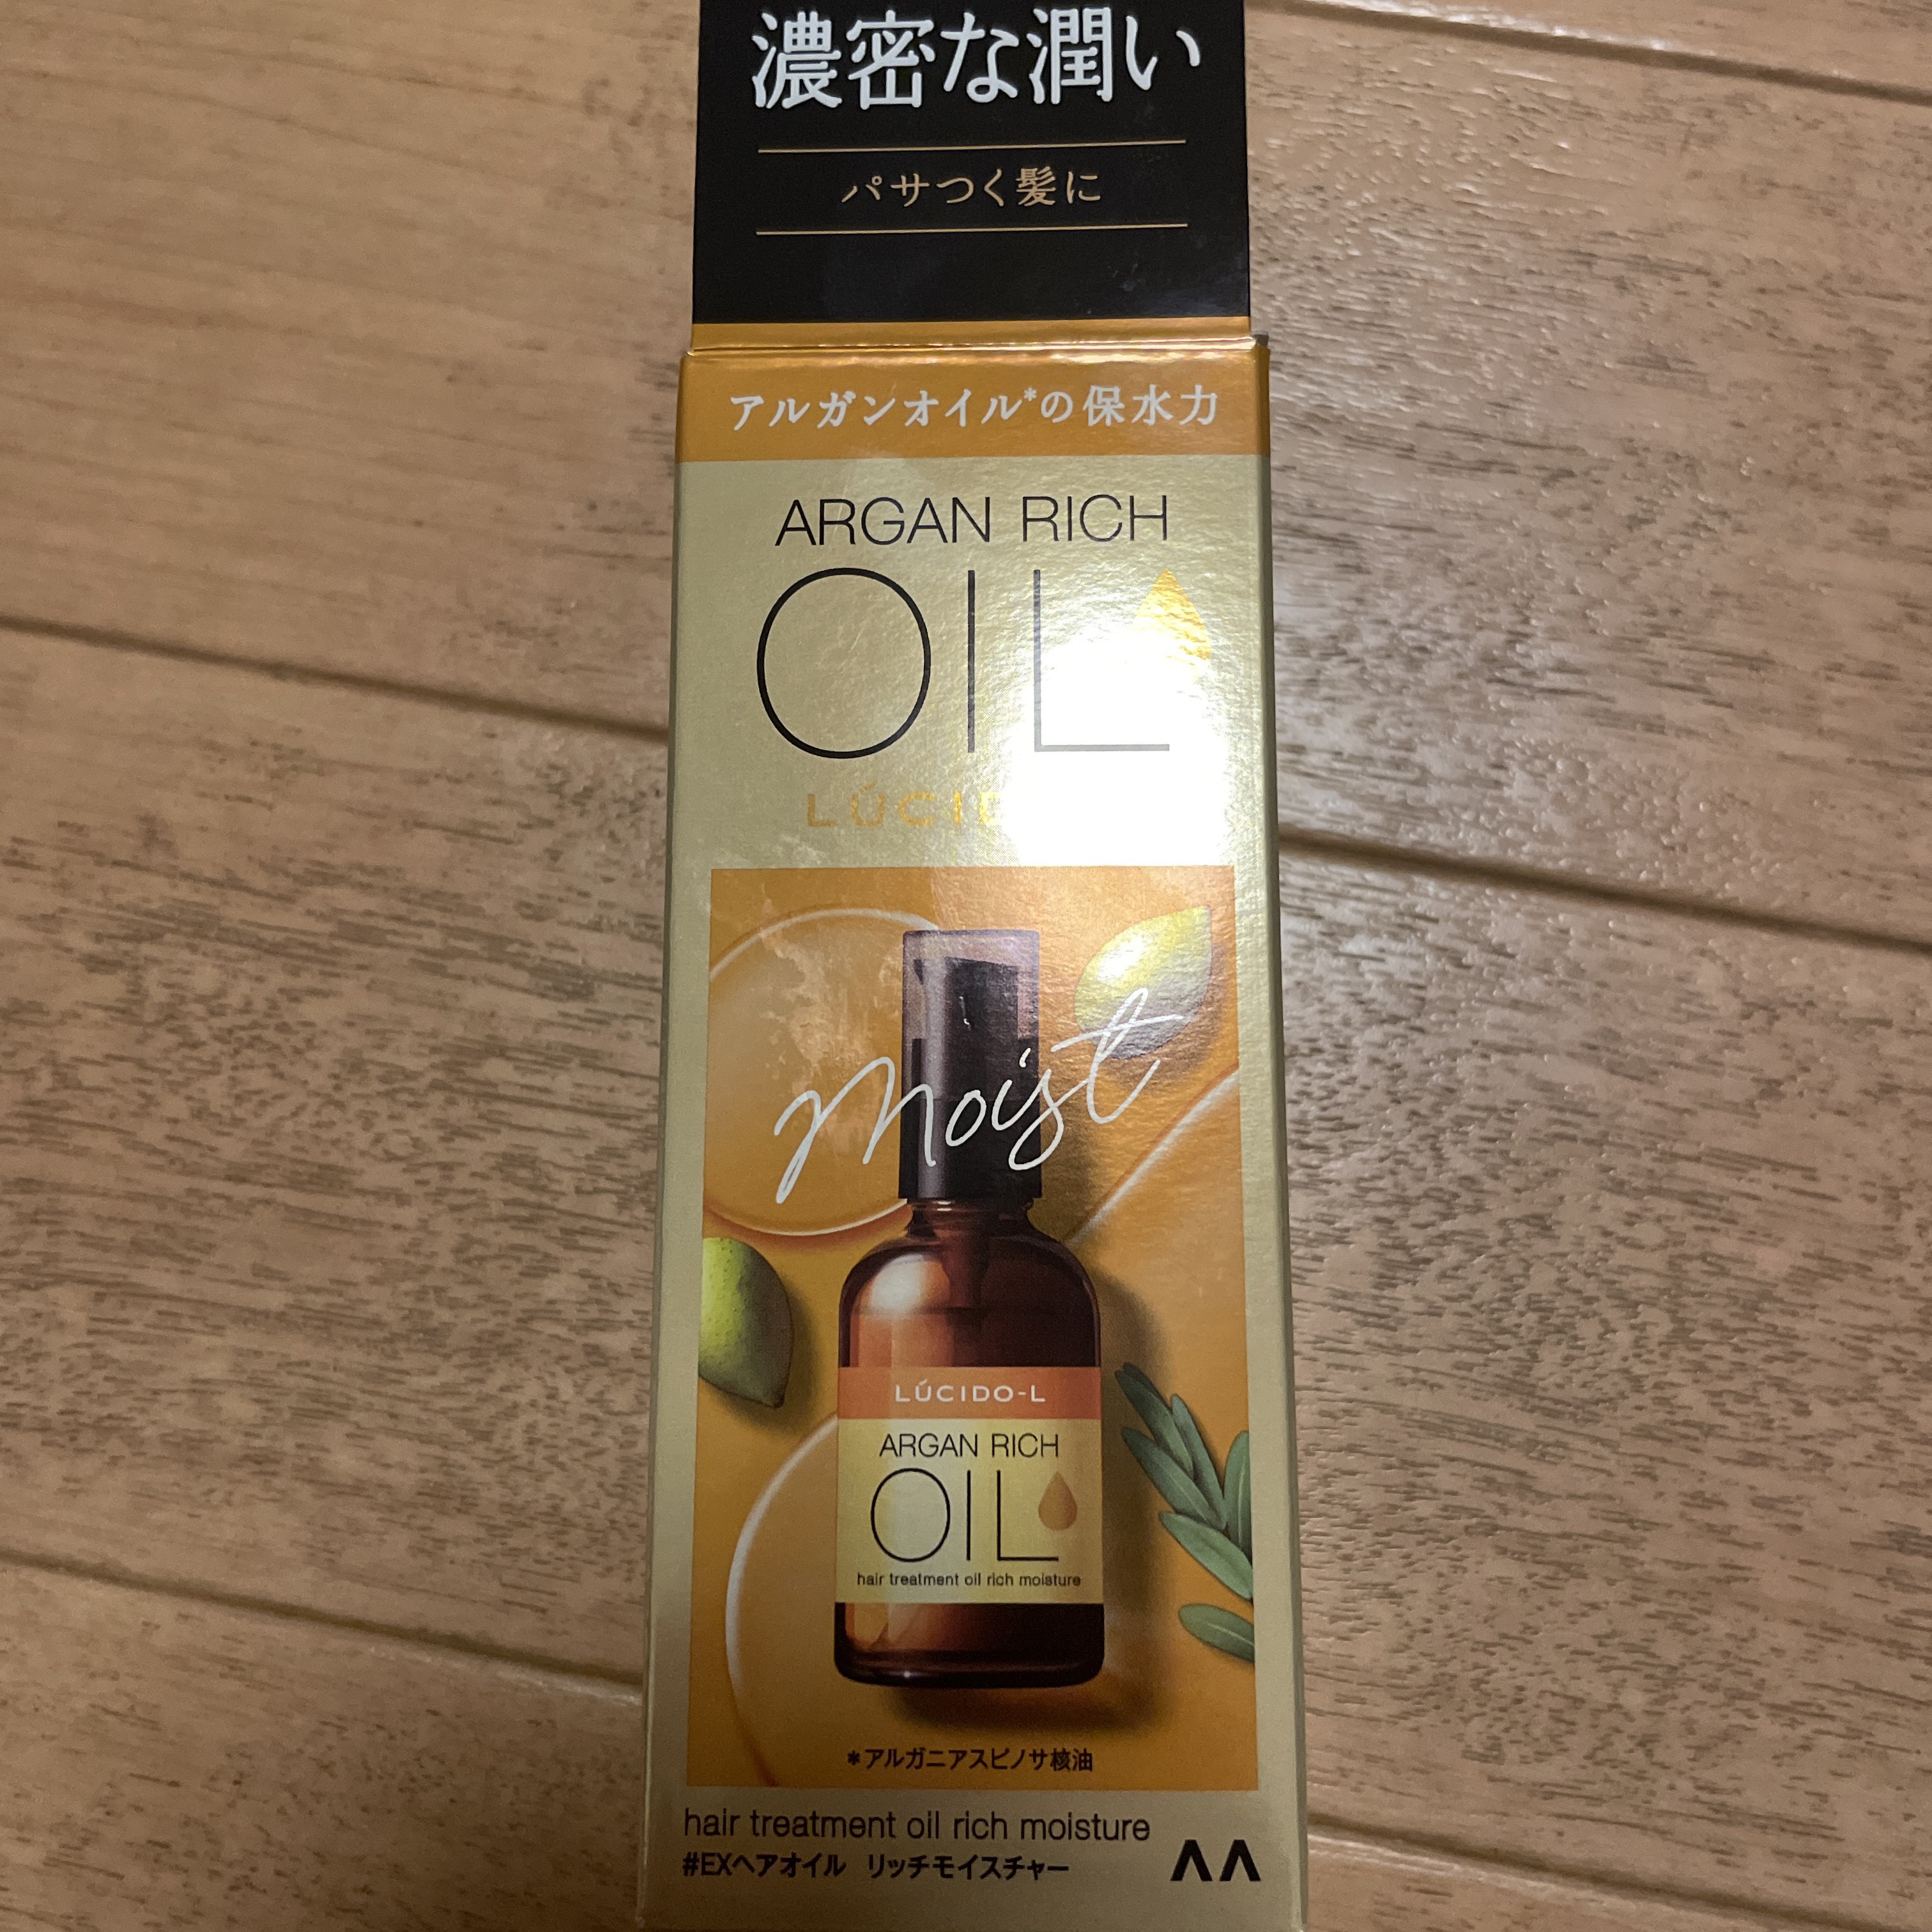 濃密な潤い
パサつく髪に
アルガンオイル*の保水力
ARGAN RICH
OIL
moist
LÚCIDO-L
ARGAN RICH
OIL
hair treatment oil rich moisture
*アルガニアスピノサ核油
hair treatment oil rich moisture
#EXヘアオイル リッチモイスチャー